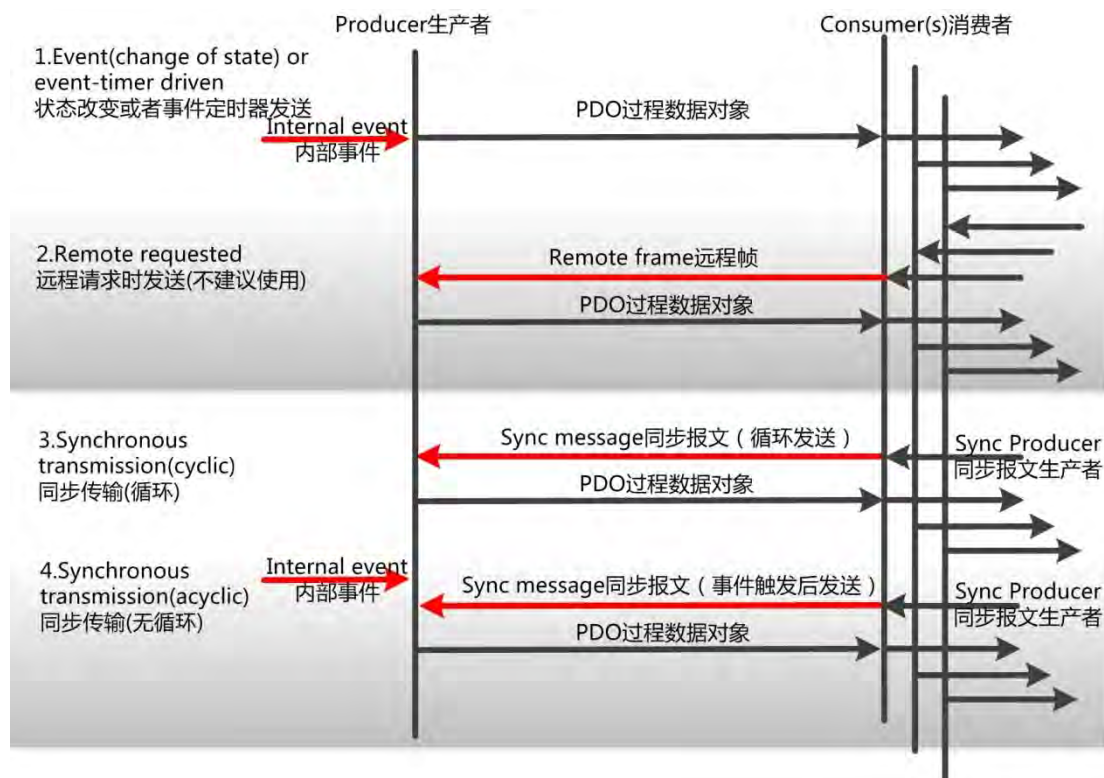 Producer生产者
Consumer(s)消费者
1.Event(change of state) or
event-timer driven
状态改变或者事件定时器发送
Internal event
内部事件
PDO过程数据对象
2.Remote requested
远程请求时发送(不建议使用)
Remote frame远程帧
PDO过程数据对象
3.Synchronous
transmission(cyclic)
同步传输(循环)
Sync message同步报文（循环发送）
Sync Producer
同步报文生产者
PDO过程数据对象
4.Synchronous
transmission(acyclic)
同步传输(无循环)
Internal event
内部事件
Sync message同步报文（事件触发后发送）
Sync Producer
同步报文生产者
PDO过程数据对象